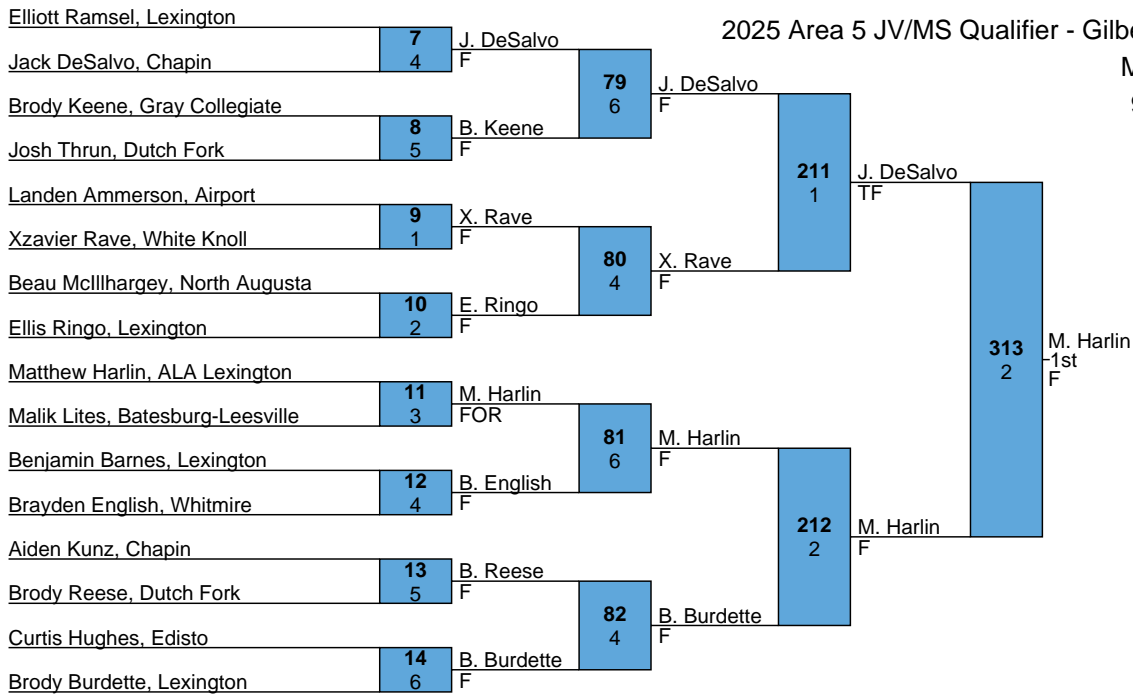 Elliott Ramsel, Lexington
7
4
J. DeSalvo
F
Jack DeSalvo, Chapin
2025 Area 5 JV/MS Qualifier - Gilbe
M
79
6
J. DeSalvo
F
Brody Keene, Gray Collegiate
8
5
B. Keene
F
Josh Thrun, Dutch Fork
211
1
J. DeSalvo
TF
Landen Ammerson, Airport
9
1
X. Rave
F
Xzavier Rave, White Knoll
80
4
X. Rave
F
Beau McIllhargey, North Augusta
10
2
E. Ringo
F
Ellis Ringo, Lexington
313
2
M. Harlin
1st
F
Matthew Harlin, ALA Lexington
11
3
M. Harlin
FOR
Malik Lites, Batesburg-Leesville
81
6
M. Harlin
F
Benjamin Barnes, Lexington
12
4
B. English
F
Brayden English, Whitmire
212
2
M. Harlin
F
Aiden Kunz, Chapin
13
5
B. Reese
F
Brody Reese, Dutch Fork
82
4
B. Burdette
F
Curtis Hughes, Edisto
14
6
B. Burdette
F
Brody Burdette, Lexington